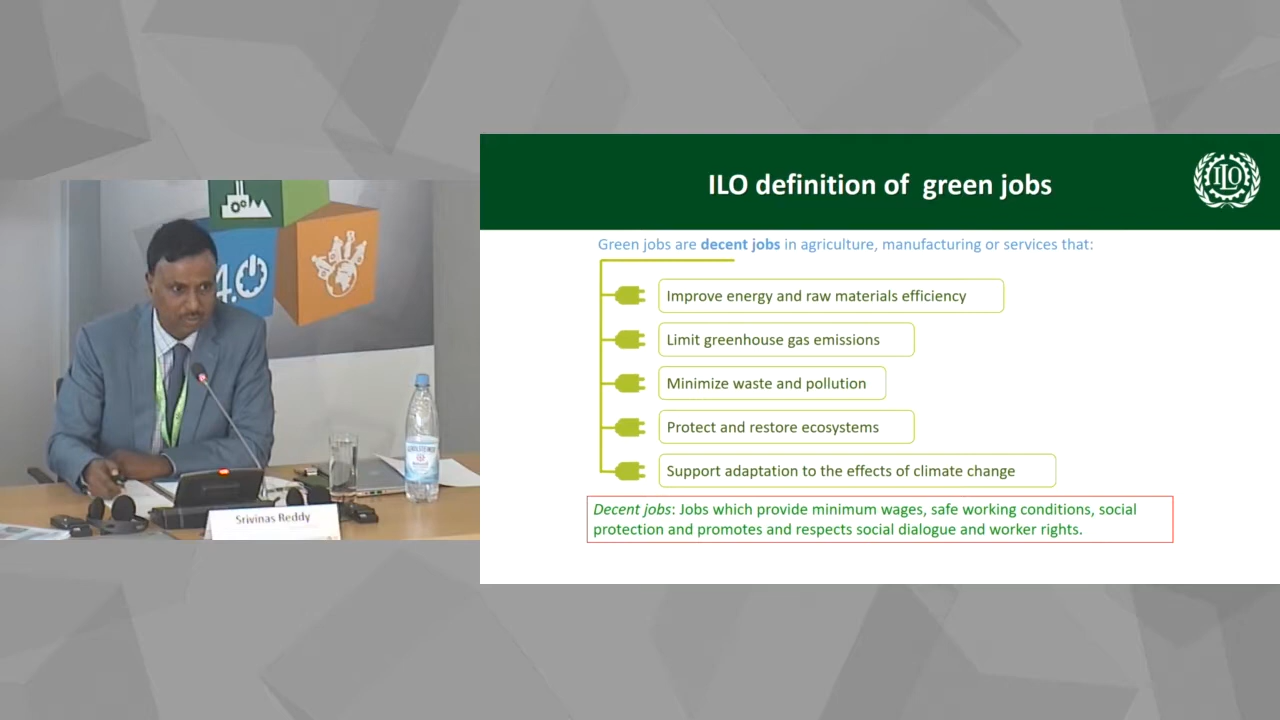 ILO definition of  green jobs
ILO
Green jobs are decent jobs in agriculture, manufacturing or services that:
Improve energy and raw materials efficiency
Limit greenhouse gas emissions
Minimize waste and pollution
Protect and restore ecosystems
Support adaptation to the effects of climate change
Decent jobs: Jobs which provide minimum wages, safe working conditions, social
protection and promotes and respects social dialogue and worker rights.
4.0
Srivinas Reddy